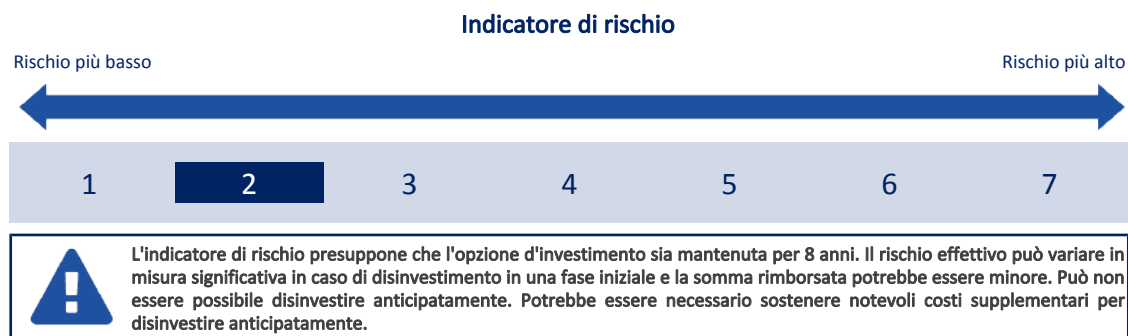 Indicatore di rischio
Rischio più basso
Rischio più alto
1 2 3 4 5 6 7
L'indicatore di rischio presuppone che l'opzione d'investimento sia mantenuta per 8 anni. Il rischio effettivo può variare in
misura significativa in caso di disinvestimento in una fase iniziale e la somma rimborsata potrebbe essere minore. Può non
essere possibile disinvestire anticipatamente. Potrebbe essere necessario sostenere notevoli costi supplementari per
disinvestire anticipatamente.